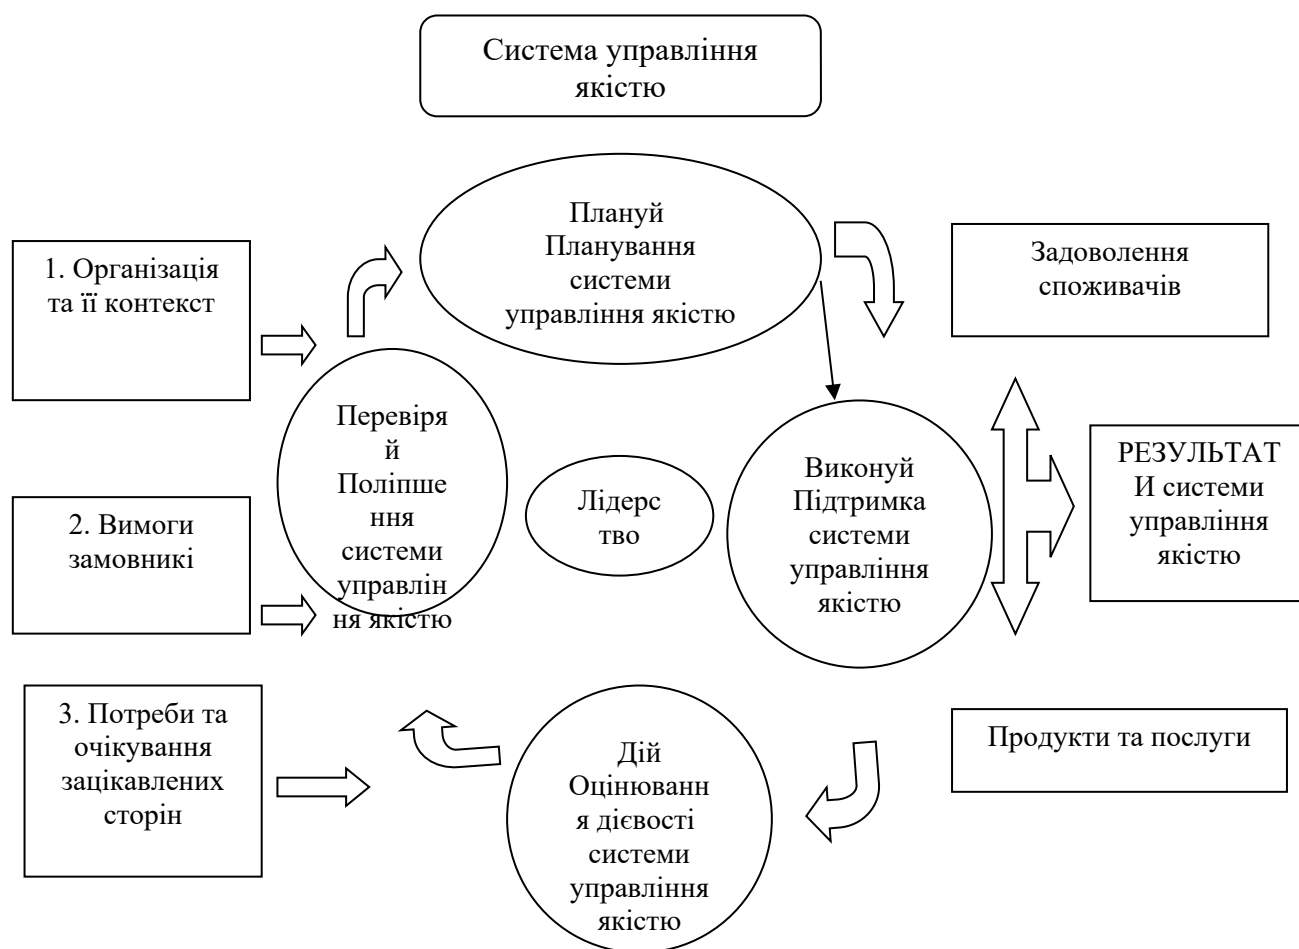 Система управління
якістю
Плануй
Планування
системи
управління якістю
1. Організація
та її контекст
Задоволення
споживачів
Перевіря
й
Поліпше
ння
системи
управлін
ня якістю
Лідерс
тво
Виконуй
Підтримка
системи
управління
якістю
РЕЗУЛЬТАТ
И системи
управління
якістю
2. Вимоги
замовникі
3. Потреби та
очікування
зацікавлених
сторін
Дій
Оцінюванн
я дієвості
системи
управління
якістю
Продукти та послуги